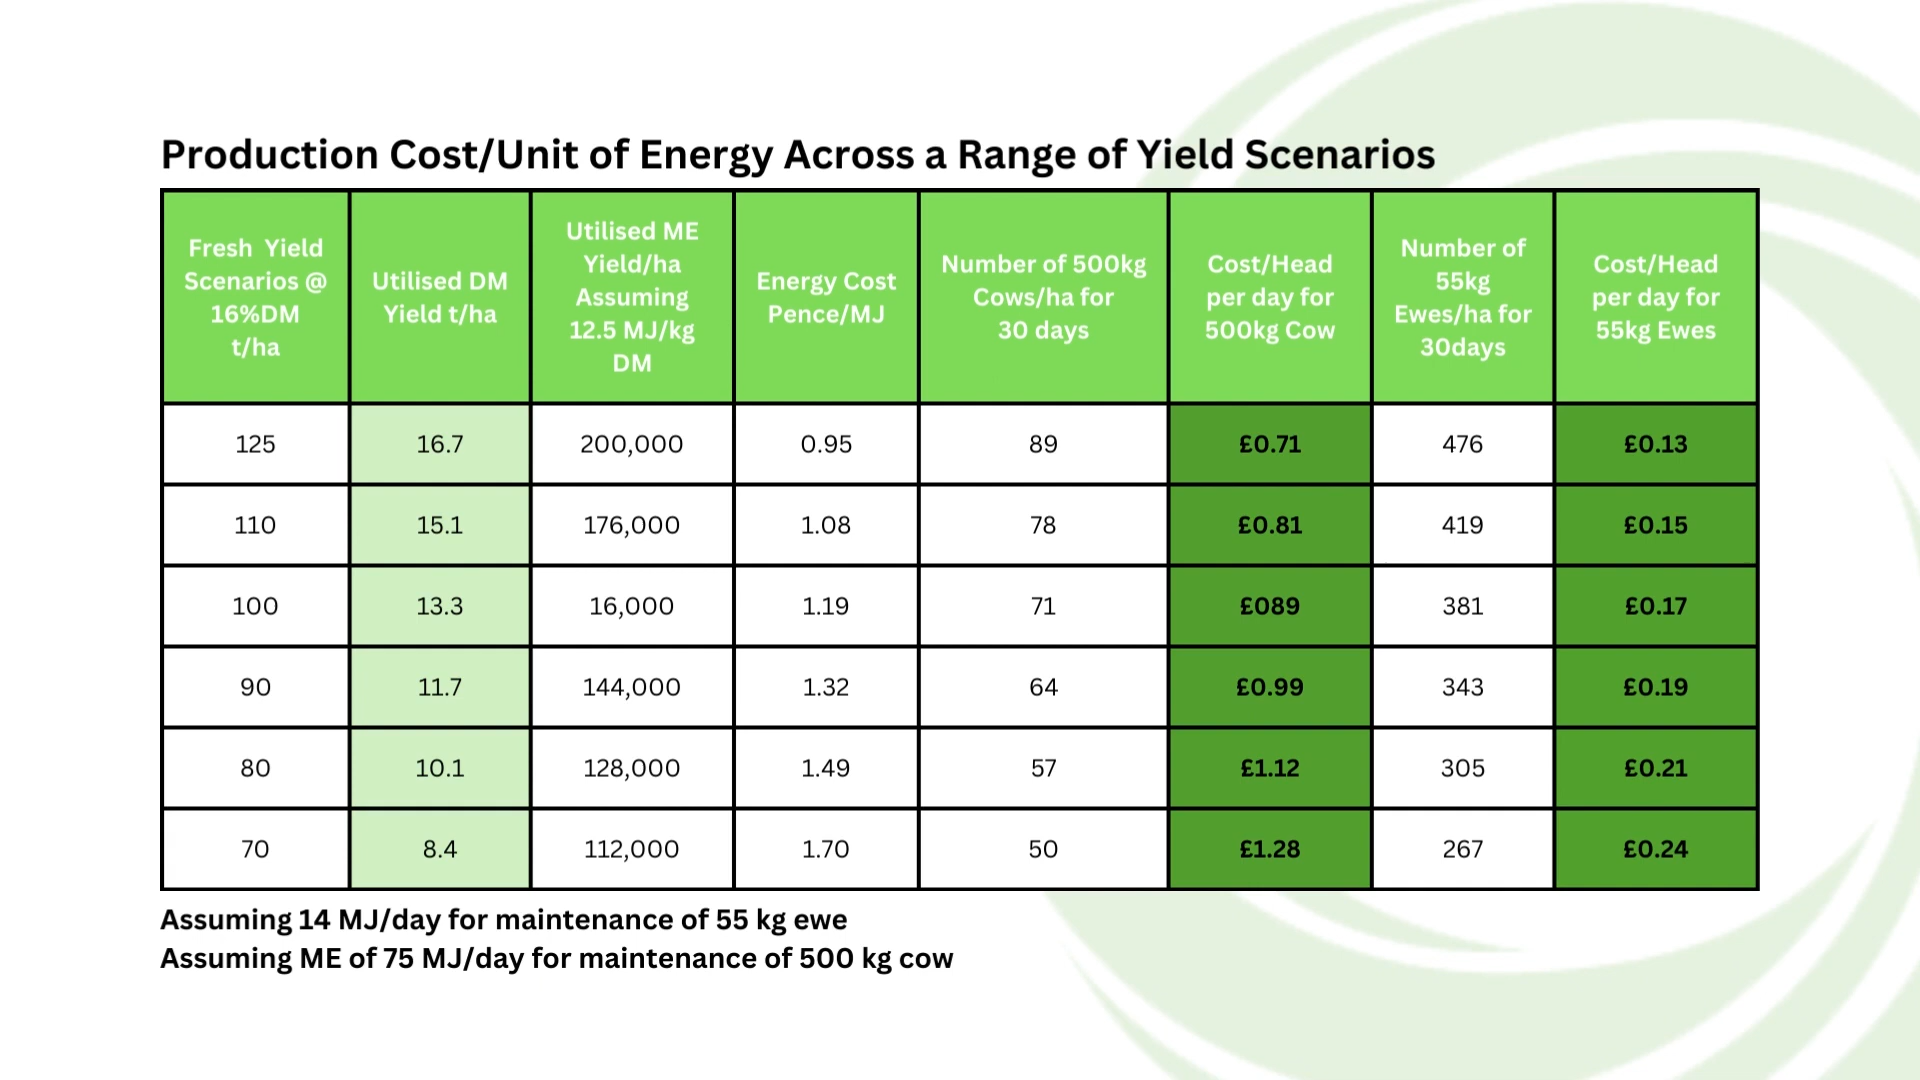 Production Cost/Unit of Energy Across a Range of Yield Scenarios
Fresh Yield
Scenarios @
16%DM
t/ha
Utilised DM
Yield t/ha
Utilised ME
Yield/ha
Assuming
12.5 MJ/kg
DM
Energy Cost
Pence/MJ
Number of 500kg
Cows/ha for
30 days
Cost/Head
per day for
500kg Cow
Number of
55kg
Ewes/ha for
30days
Cost/Head
per day for
55kg Ewes
125 16.7 200,000 0.95 89 £0.71 476 £0.13
110 15.1 176,000 1.08 78 £0.81 419 £0.15
100 13.3 16,000 1.19 71 £089 381 £0.17
90 11.7 144,000 1.32 64 £0.99 343 £0.19
80 10.1 128,000 1.49 57 £1.12 305 £0.21
70 8.4 112,000 1.70 50 £1.28 267 £0.24
Assuming 14 MJ/day for maintenance of 55 kg ewe
Assuming ME of 75 MJ/day for maintenance of 500 kg cow